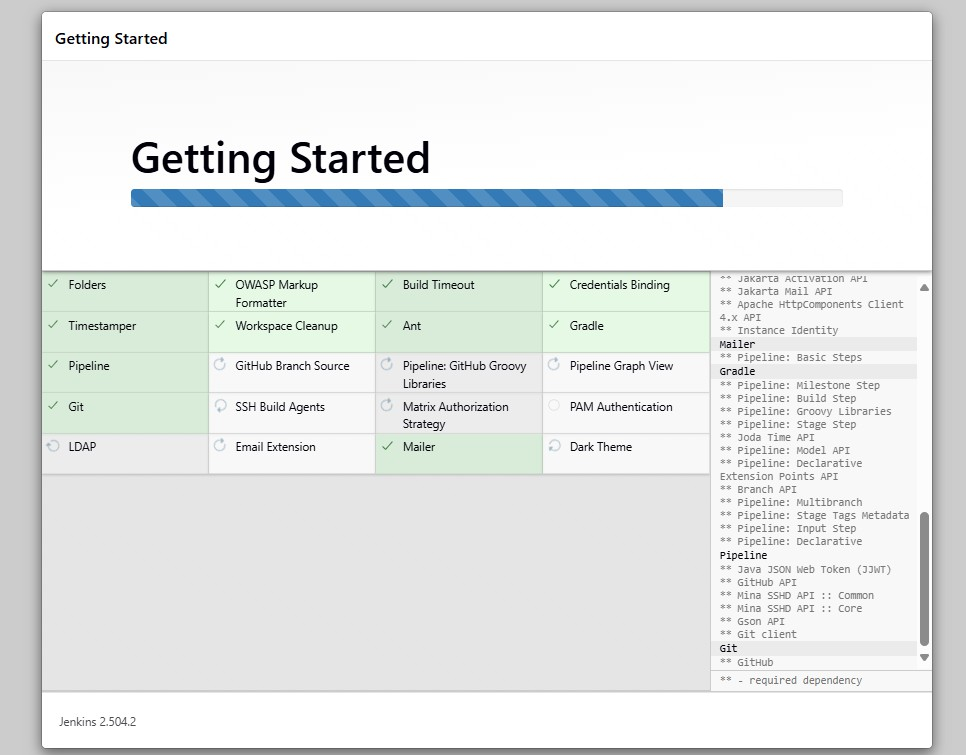 Getting Started
Getting Started
Folders
OWASP Markup
Formatter
Build Timeout
Credentials Binding
Timestamper
Workspace Cleanup
Ant
Gradle
Pipeline
GitHub Branch Source
Pipeline: GitHub Groovy
Libraries
Pipeline Graph View
Git
SSH Build Agents
Matrix Authorization
Strategy
PAM Authentication
LDAP
Email Extension
Mailer
Dark Theme
** Jakarta Activation API
** Jakarta Mail API
** Apache HttpComponents Client
4.x API
** Instance Identity
Mailer
** Pipeline: Basic Steps
Gradle
** Pipeline: Milestone Step
** Pipeline: Build Step
** Pipeline: Groovy Libraries
** Pipeline: Stage Step
** Joda Time API
** Pipeline: Model API
** Pipeline: Declarative
Extension Points API
** Branch API
** Pipeline: Multibranch
** Pipeline: Stage Tags Metadata
** Pipeline: Input Step
** Pipeline: Declarative
Pipeline
** Java JSON Web Token (JJWT)
** GitHub API
** Mina SSHD API :: Common
** Mina SSHD API :: Core
** Gson API
** Git client
Git
** GitHub
** - required dependency
Jenkins 2.504.2